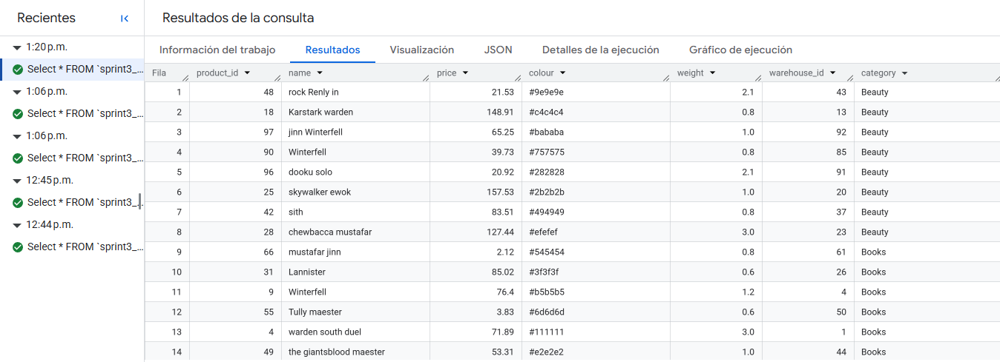 Recientes
1:20 p.m.
Select * FROM `sprint3_...
1:06 p.m.
Select * FROM `sprint3_...
1:06 p.m.
Select * FROM `sprint3_...
12:45 p.m.
Select * FROM `sprint3_...
12:44 p.m.
Select * FROM `sprint3_...
Resultados de la consulta
Información del trabajo Resultados Visualización JSON Detalles de la ejecución Gráfico de ejecución
Fila product_id name price colour weight warehouse_id category
1 48 rock Renly in 21.53 #9e9e9e 2.1 43 Beauty
2 18 Karstark warden 148.91 #c4c4c4 0.8 13 Beauty
3 97 jinn Winterfell 65.25 #bababa 1.0 92 Beauty
4 90 Winterfell 39.73 #757575 0.8 85 Beauty
5 96 dooku solo 20.92 #282828 2.1 91 Beauty
6 25 skywalker ewok 157.53 #2b2b2b 1.0 20 Beauty
7 42 sith 83.51 #494949 0.8 37 Beauty
8 28 chewbacca mustafar 127.44 #efefef 3.0 23 Beauty
9 66 mustafar jinn 2.12 #545454 0.8 61 Books
10 31 Lannister 85.02 #3f3f3f 0.6 26 Books
11 9 Winterfell 76.4 #b5b5b5 1.2 4 Books
12 55 Tully maester 3.83 #6d6d6d 0.6 50 Books
13 4 warden south duel 71.89 #111111 3.0 1 Books
14 49 the giantsblood maester 53.31 #e2e2e2 1.0 44 Books